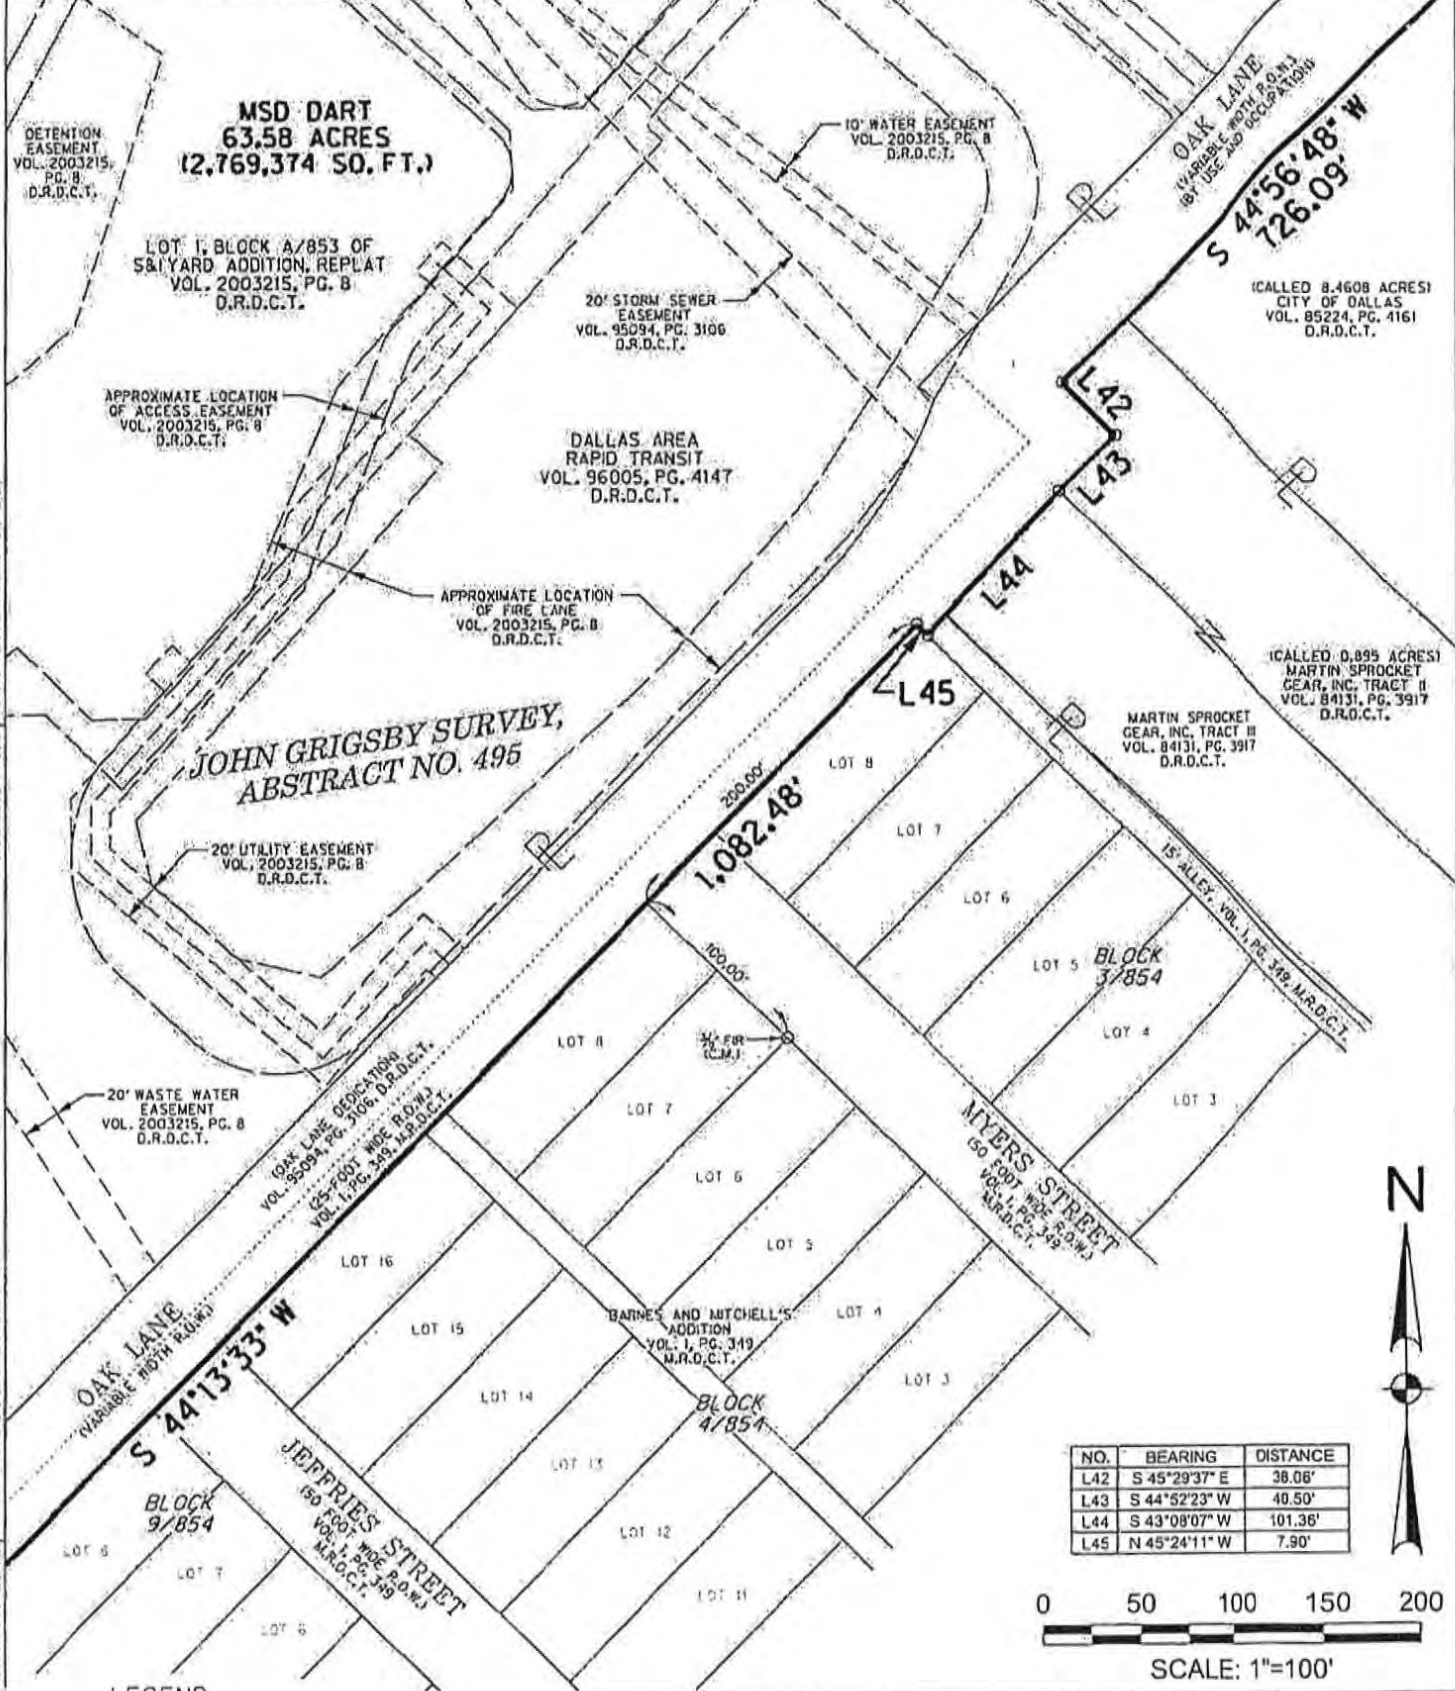 MSD DART
63.58 ACRES
(2,769,374 SQ. FT.)
DETENTION
EASEMENT
VOL. 2003215,
PG. 8
D.R.D.C.T.
LOT 1, BLOCK A/853 OF
S&I YARD ADDITION, REPLAT
VOL. 2003215, PG. 8
D.R.D.C.T.
10' WATER EASEMENT
VOL. 2003215, PG. 8
D.R.D.C.T.
OAK LANE
(VARIABLE WIDTH R.O.W.)
(BY USE AND OCCUPATION)
S 44°56'48" W
726.09'
(CALLED 8.4608 ACRES)
CITY OF DALLAS
VOL. 85224, PG. 4161
D.R.D.C.T.
20' STORM SEWER
EASEMENT
VOL. 95094, PG. 3106
D.R.D.C.T.
APPROXIMATE LOCATION
OF ACCESS EASEMENT
VOL. 2003215, PG. 8
D.R.D.C.T.
DALLAS AREA
RAPID TRANSIT
VOL. 96005, PG. 4147
D.R.D.C.T.
L42
L43
L44
L45
APPROXIMATE LOCATION
OF FIRE LANE
VOL. 2003215, PG. 8
D.R.D.C.T.
JOHN GRIGSBY SURVEY,
ABSTRACT NO. 495
(CALLED 0.895 ACRES)
MARTIN SPROCKET
GEAR, INC. TRACT II
VOL. 84131, PG. 3917
D.R.D.C.T.
MARTIN SPROCKET
GEAR, INC. TRACT III
VOL. 84131, PG. 3917
D.R.D.C.T.
200.00'
1,082.48'
LOT 8
LOT 7
LOT 6
LOT 5
BLOCK
3/854
LOT 4
LOT 3
15' ALLEY, VOL. 1, PG. 349, M.R.D.C.T.
20' UTILITY EASEMENT
VOL. 2003215, PG. 8
D.R.D.C.T.
100.00'
(C.M.)
LOT 8
LOT 7
LOT 6
LOT 5
LOT 4
LOT 3
MYERS STREET
(50 FOOT WIDE R.O.W.)
VOL. 1, PG. 349
M.R.D.C.T.
20' WASTE WATER
EASEMENT
VOL. 2003215, PG. 8
D.R.D.C.T.
(OAK LANE DEDICATION)
VOL. 95094, PG. 3106, D.R.D.C.T.
(25-FOOT WIDE R.O.W.)
VOL. 1, PG. 349, M.R.D.C.T.
BARNES AND MITCHELL'S
ADDITION
VOL. 1, PG. 349
M.R.D.C.T.
BLOCK
4/854
LOT 16
LOT 15
LOT 14
LOT 13
LOT 12
LOT 11
OAK LANE
(VARIABLE WIDTH R.O.W.)
S 44°13'33" W
JEFFRIES STREET
(50 FOOT WIDE R.O.W.)
VOL. 1, PG. 349
M.R.D.C.T.
BLOCK
9/854
LOT 6
LOT 7
LOT 6
N
NO. BEARING DISTANCE
L42 S 45°29'37" E 38.06'
L43 S 44°52'23" W 40.50'
L44 S 43°08'07" W 101.36'
L45 N 45°24'11" W 7.90'
0 50 100 150 200
SCALE: 1"=100'